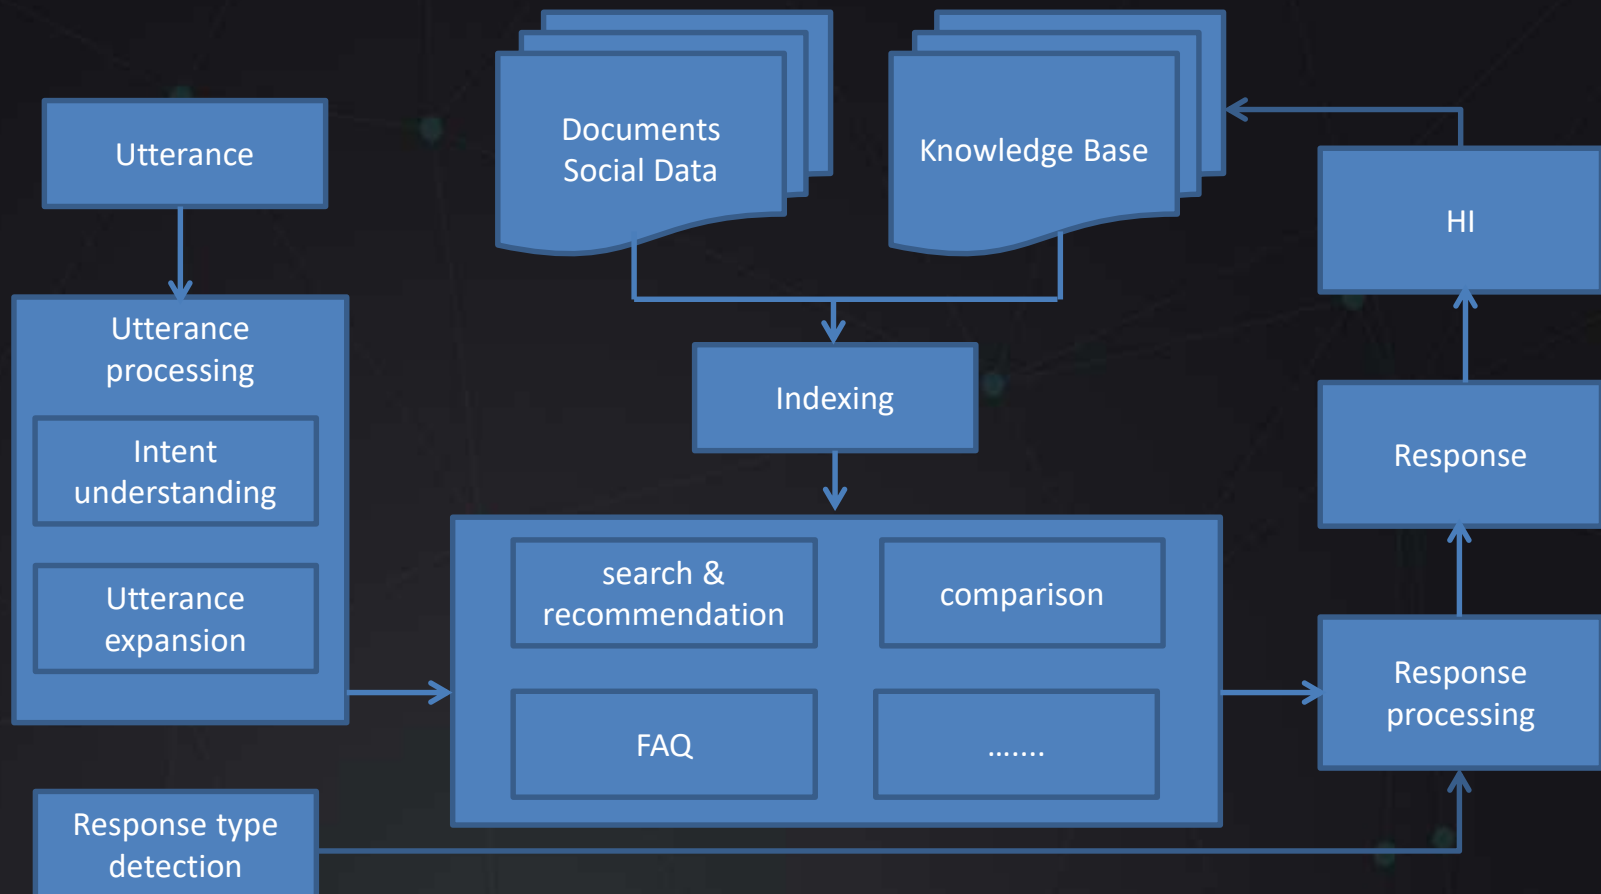 Utterance
Documents
Social Data
Knowledge Base
HI
Utterance
processing
Intent
understanding
Utterance
expansion
Indexing
Response
search &
recommendation
comparison
FAQ
.......
Response
processing
Response type
detection